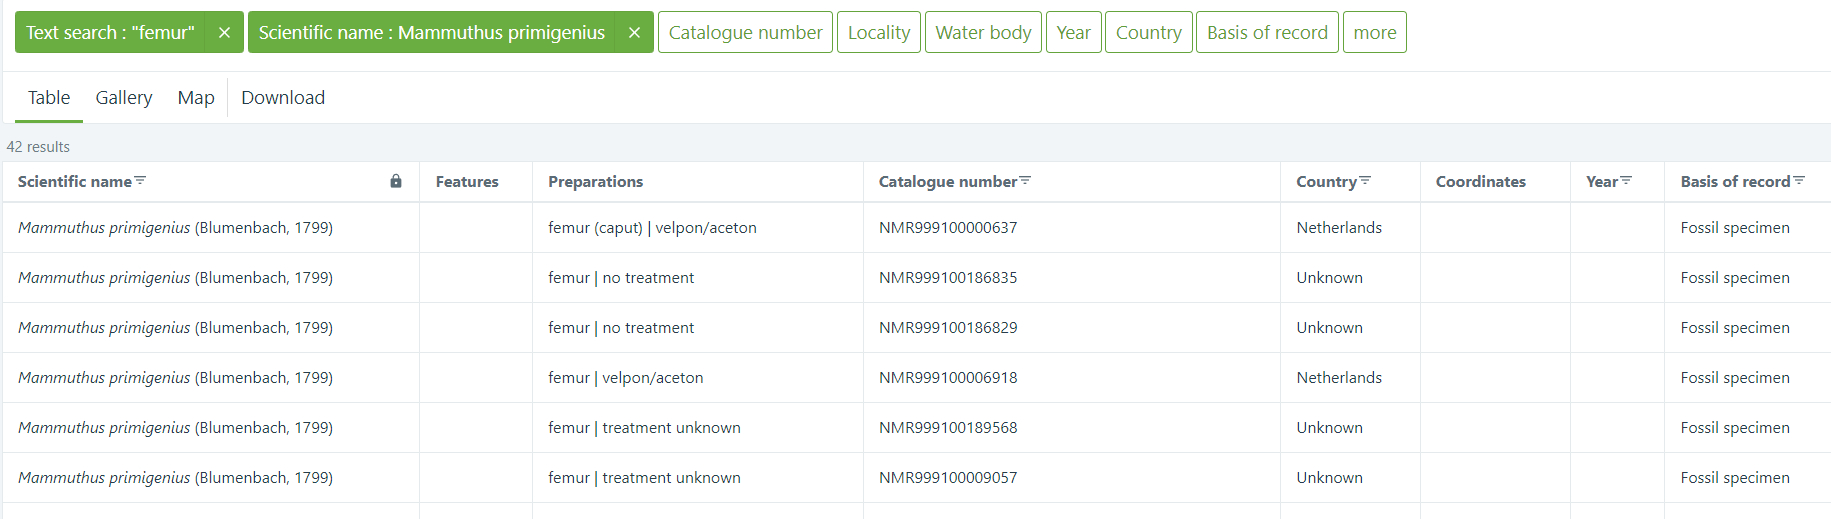 Text search : "femur" × Scientific name : Mammuthus primigenius × Catalogue number Locality Water body Year Country Basis of record more
Table Gallery Map Download
42 results
Scientific name Features Preparations Catalogue number Country Coordinates Year Basis of record
Mammuthus primigenius (Blumenbach, 1799) femur (caput) | velpon/aceton NMR999100000637 Netherlands Fossil specimen
Mammuthus primigenius (Blumenbach, 1799) femur | no treatment NMR999100186835 Unknown Fossil specimen
Mammuthus primigenius (Blumenbach, 1799) femur | no treatment NMR999100186829 Unknown Fossil specimen
Mammuthus primigenius (Blumenbach, 1799) femur | velpon/aceton NMR999100006918 Netherlands Fossil specimen
Mammuthus primigenius (Blumenbach, 1799) femur | treatment unknown NMR999100189568 Unknown Fossil specimen
Mammuthus primigenius (Blumenbach, 1799) femur | treatment unknown NMR999100009057 Unknown Fossil specimen